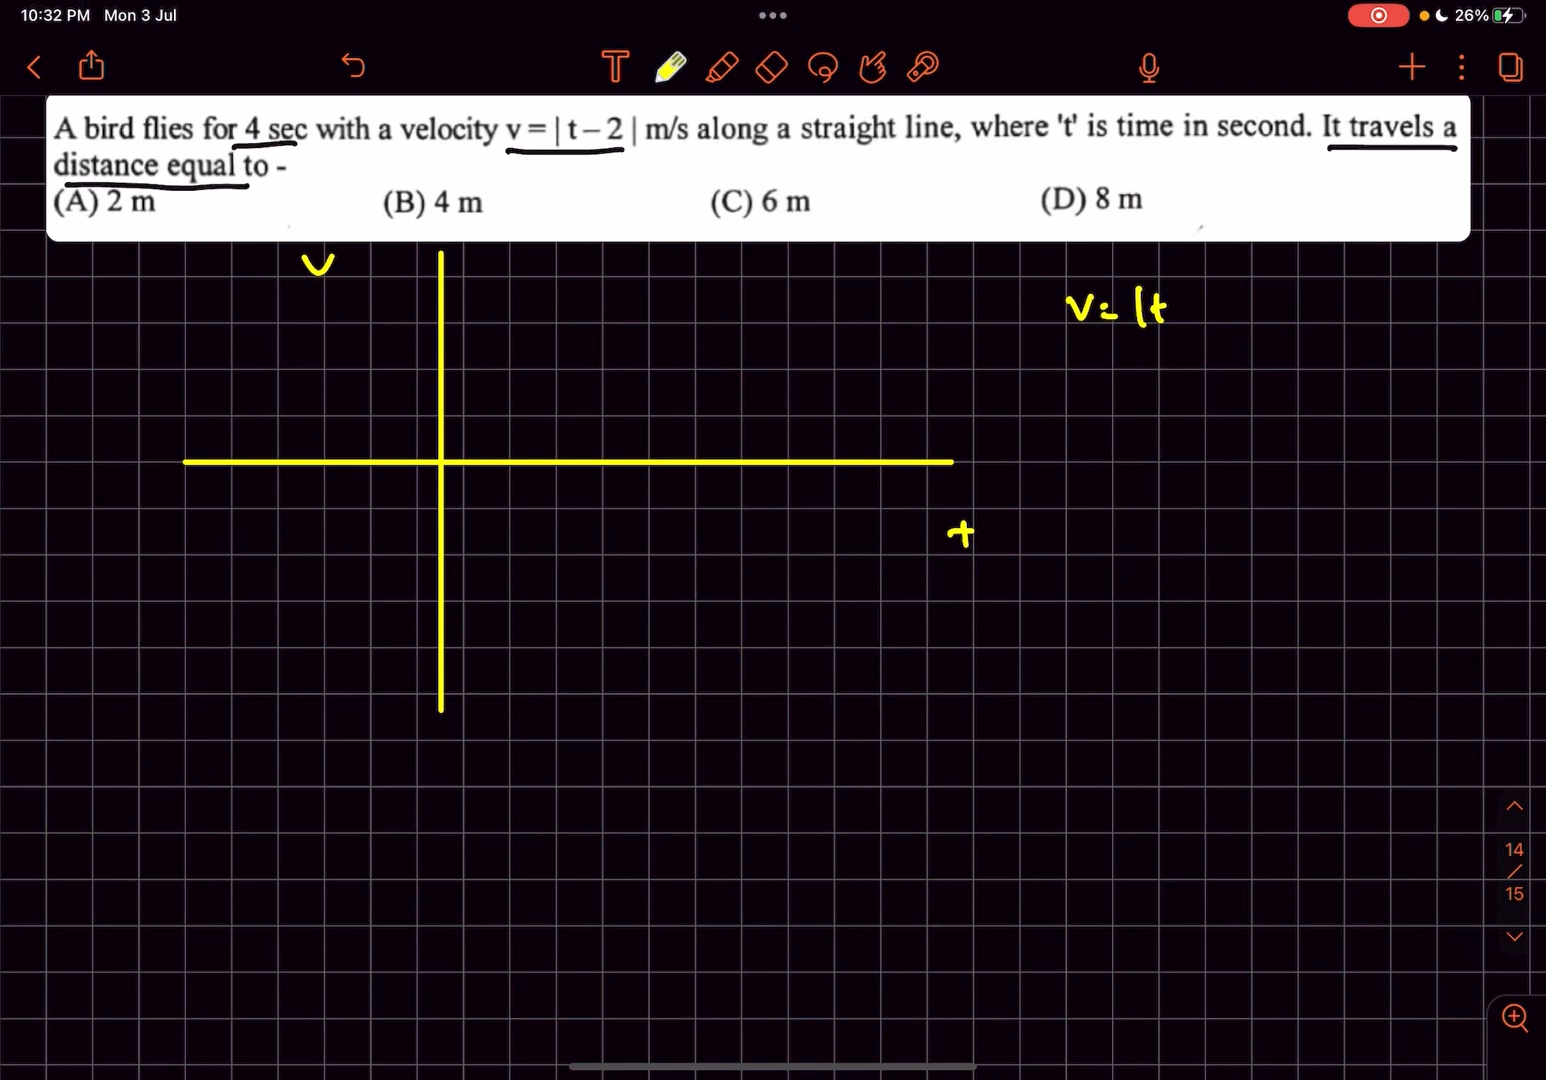 10:32 PM Mon 3 Jul
26%
A bird flies for 4 sec with a velocity v = | t – 2 | m/s along a straight line, where 't' is time in second. It travels a
distance equal to -
(A) 2 m (B) 4 m (C) 6 m (D) 8 m
v
v = |t
t
14
/
15